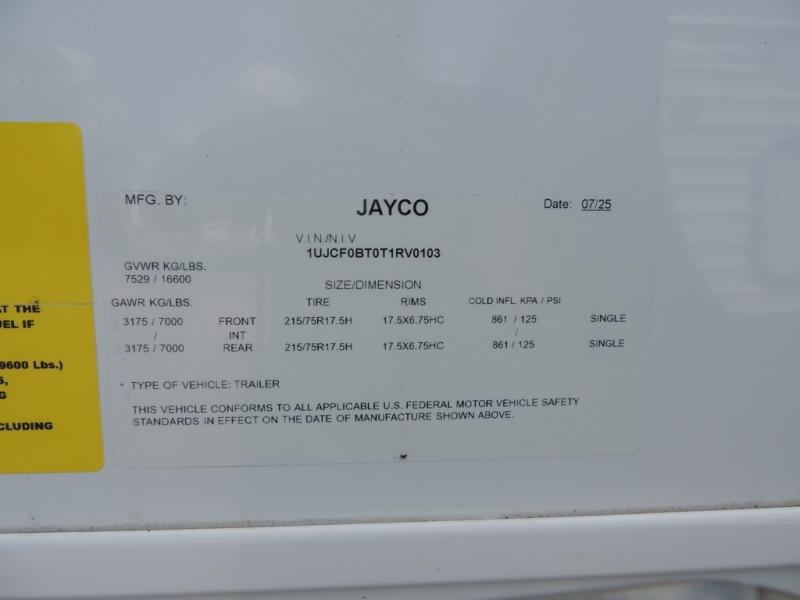 MFG. BY: JAYCO Date: 07/25
V.I.N./N.I.V
1UJCF0BT0T1RV0103
GVWR KG/LBS.
7529 / 16600
SIZE/DIMENSION
GAWR KG/LBS. TIRE RIMS COLD INFL. KPA / PSI
3175 / 7000 FRONT 215/75R17.5H 17.5X6.75HC 861 / 125 SINGLE
/ INT /
3175 / 7000 REAR 215/75R17.5H 17.5X6.75HC 861 / 125 SINGLE
* TYPE OF VEHICLE: TRAILER
THIS VEHICLE CONFORMS TO ALL APPLICABLE U.S. FEDERAL MOTOR VEHICLE SAFETY
STANDARDS IN EFFECT ON THE DATE OF MANUFACTURE SHOWN ABOVE.
THE
IF
9600 Lbs.)